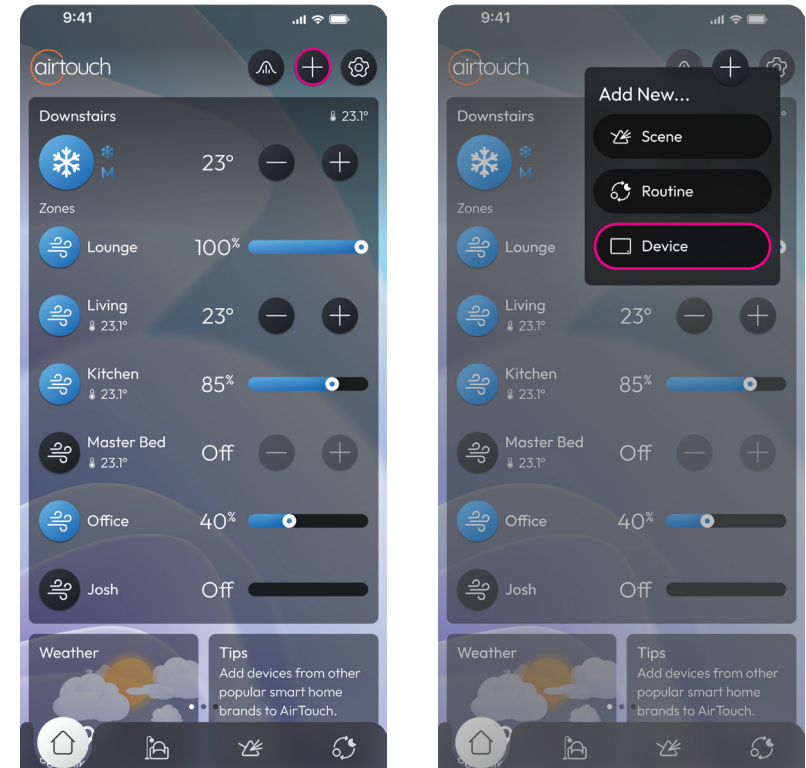 9:41
airtouch
Downstairs
23.1°
M
23°
Zones
Lounge
100%
Living
23.1°
23°
Kitchen
23.1°
85%
Master Bed
23.1°
Off
Office
40%
Josh
Off
Weather
Tips
Add devices from other
popular smart home
brands to AirTouch.
9:41
airtouch
Add New...
Scene
Routine
Device
Downstairs
M
Zones
Lounge
Living
23.1°
23°
Kitchen
23.1°
85%
Master Bed
23.1°
Off
Office
40%
Josh
Off
Weather
Tips
Add devices from other
popular smart home
brands to AirTouch.